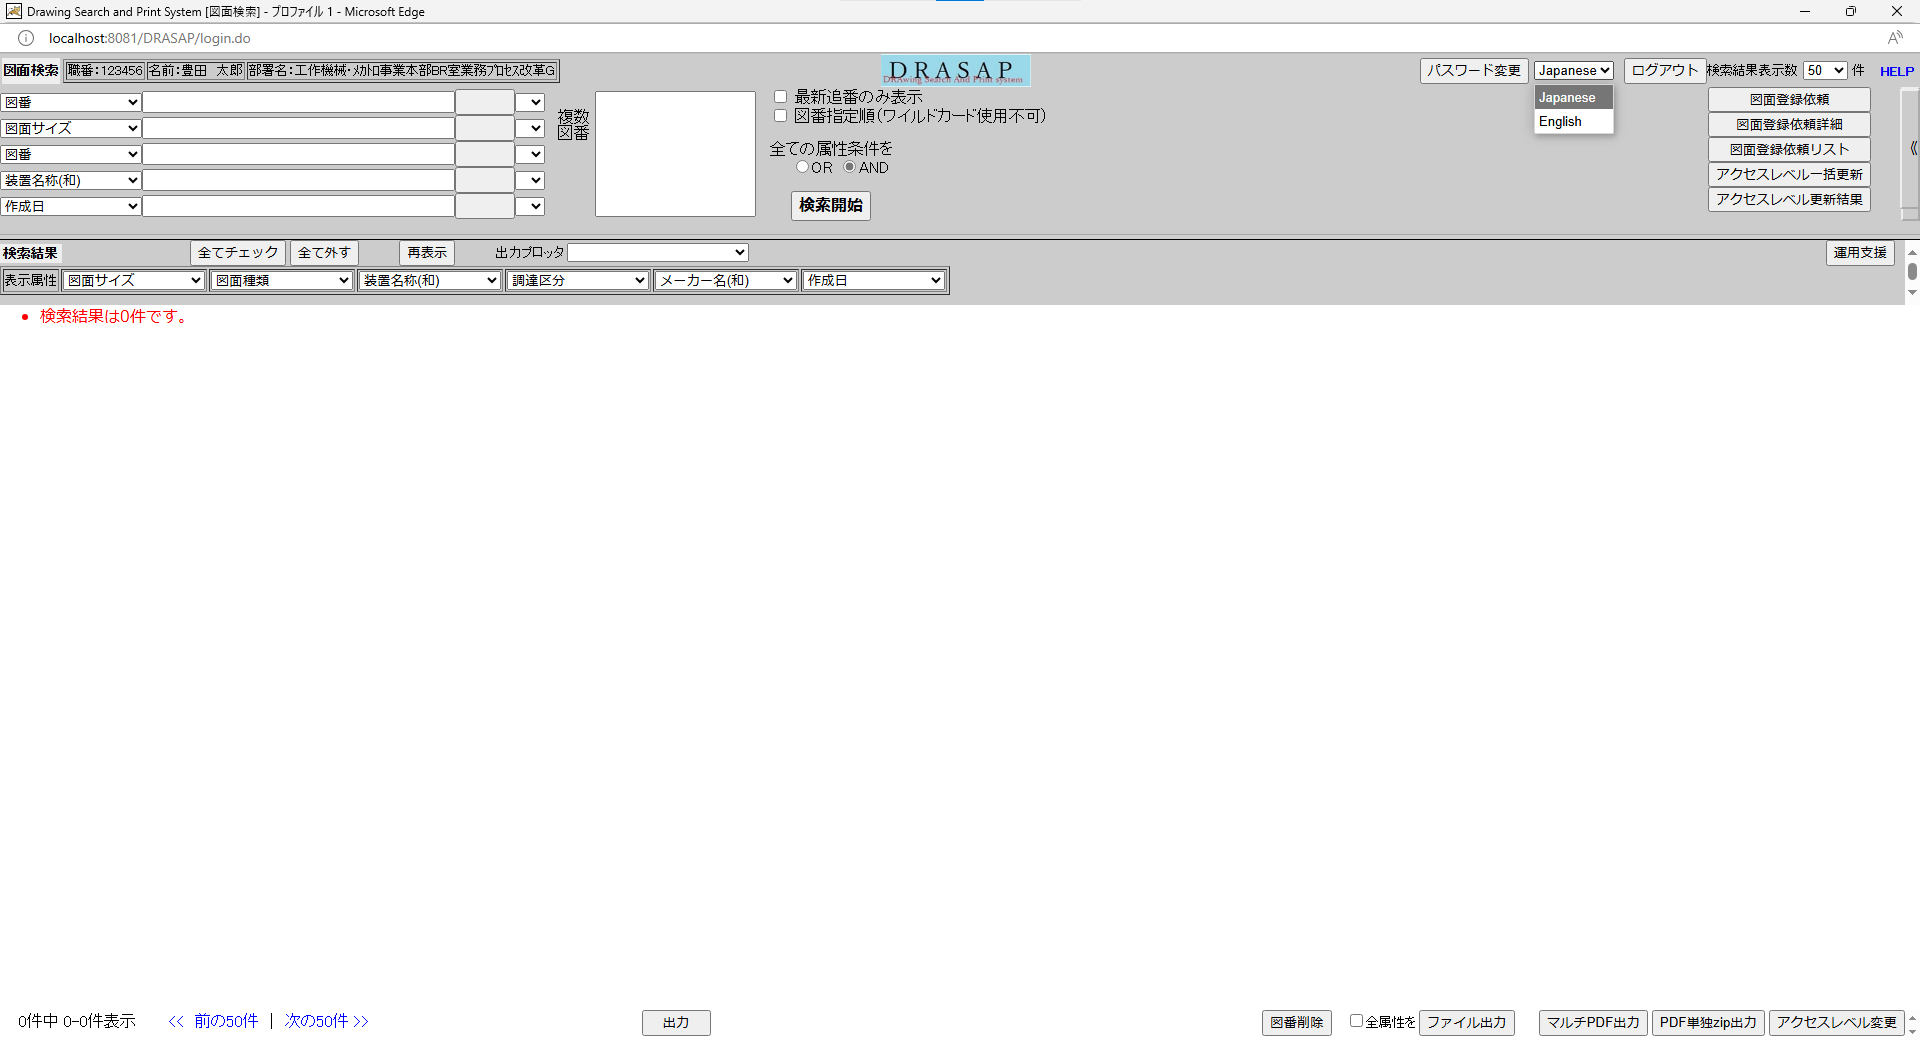 Drawing Search and Print System [図面検索] - プロファイル 1 - Microsoft Edge
localhost:8081/DRASAP/login.do
図面検索 職番：123456 名前：豊田　太郎 部署名：工作機械・ﾒｶﾄﾛ事業本部BR室業務ﾌﾟﾛｾｽ改革G
DRASAP
DRAwing Search And Print system
パスワード変更 Japanese ログアウト 検索結果表示数 50 件 HELP
Japanese
English
図番
図面サイズ
図番
装置名称(和)
作成日
複数
図番
最新追番のみ表示
図番指定順（ワイルドカード使用不可）
全ての属性条件を
OR AND
検索開始
図面登録依頼
図面登録依頼詳細
図面登録依頼リスト
アクセスレベル一括更新
アクセスレベル更新結果
《
検索結果 全てチェック 全て外す 再表示 出力プロッタ 運用支援
表示属性 図面サイズ 図面種類 装置名称(和) 調達区分 メーカー名(和) 作成日
• 検索結果は0件です。
0件中 0-0件表示 << 前の50件 | 次の50件 >> 出力 図番削除 全属性を ファイル出力 マルチPDF出力 PDF単独zip出力 アクセスレベル変更